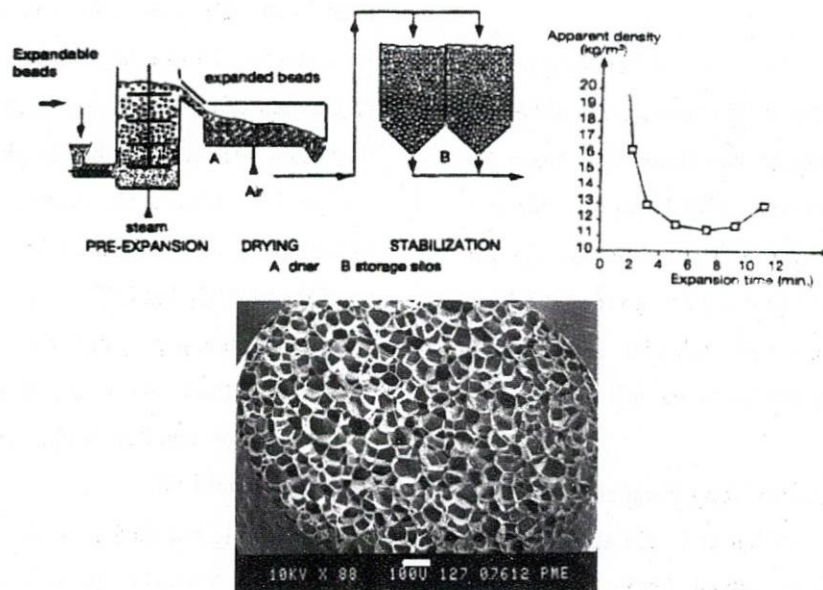 Expandable
beads
expanded beads
A
Air
steam
B
PRE-EXPANSION DRYING STABILIZATION
A drier B storage silos
Apparent density
(kg/m³)
20
19
18
17
16
15
14
13
12
11
10
0 2 4 6 8 10 12
Expansion time (min.)
10KV X 88 100U 127 07612 PME